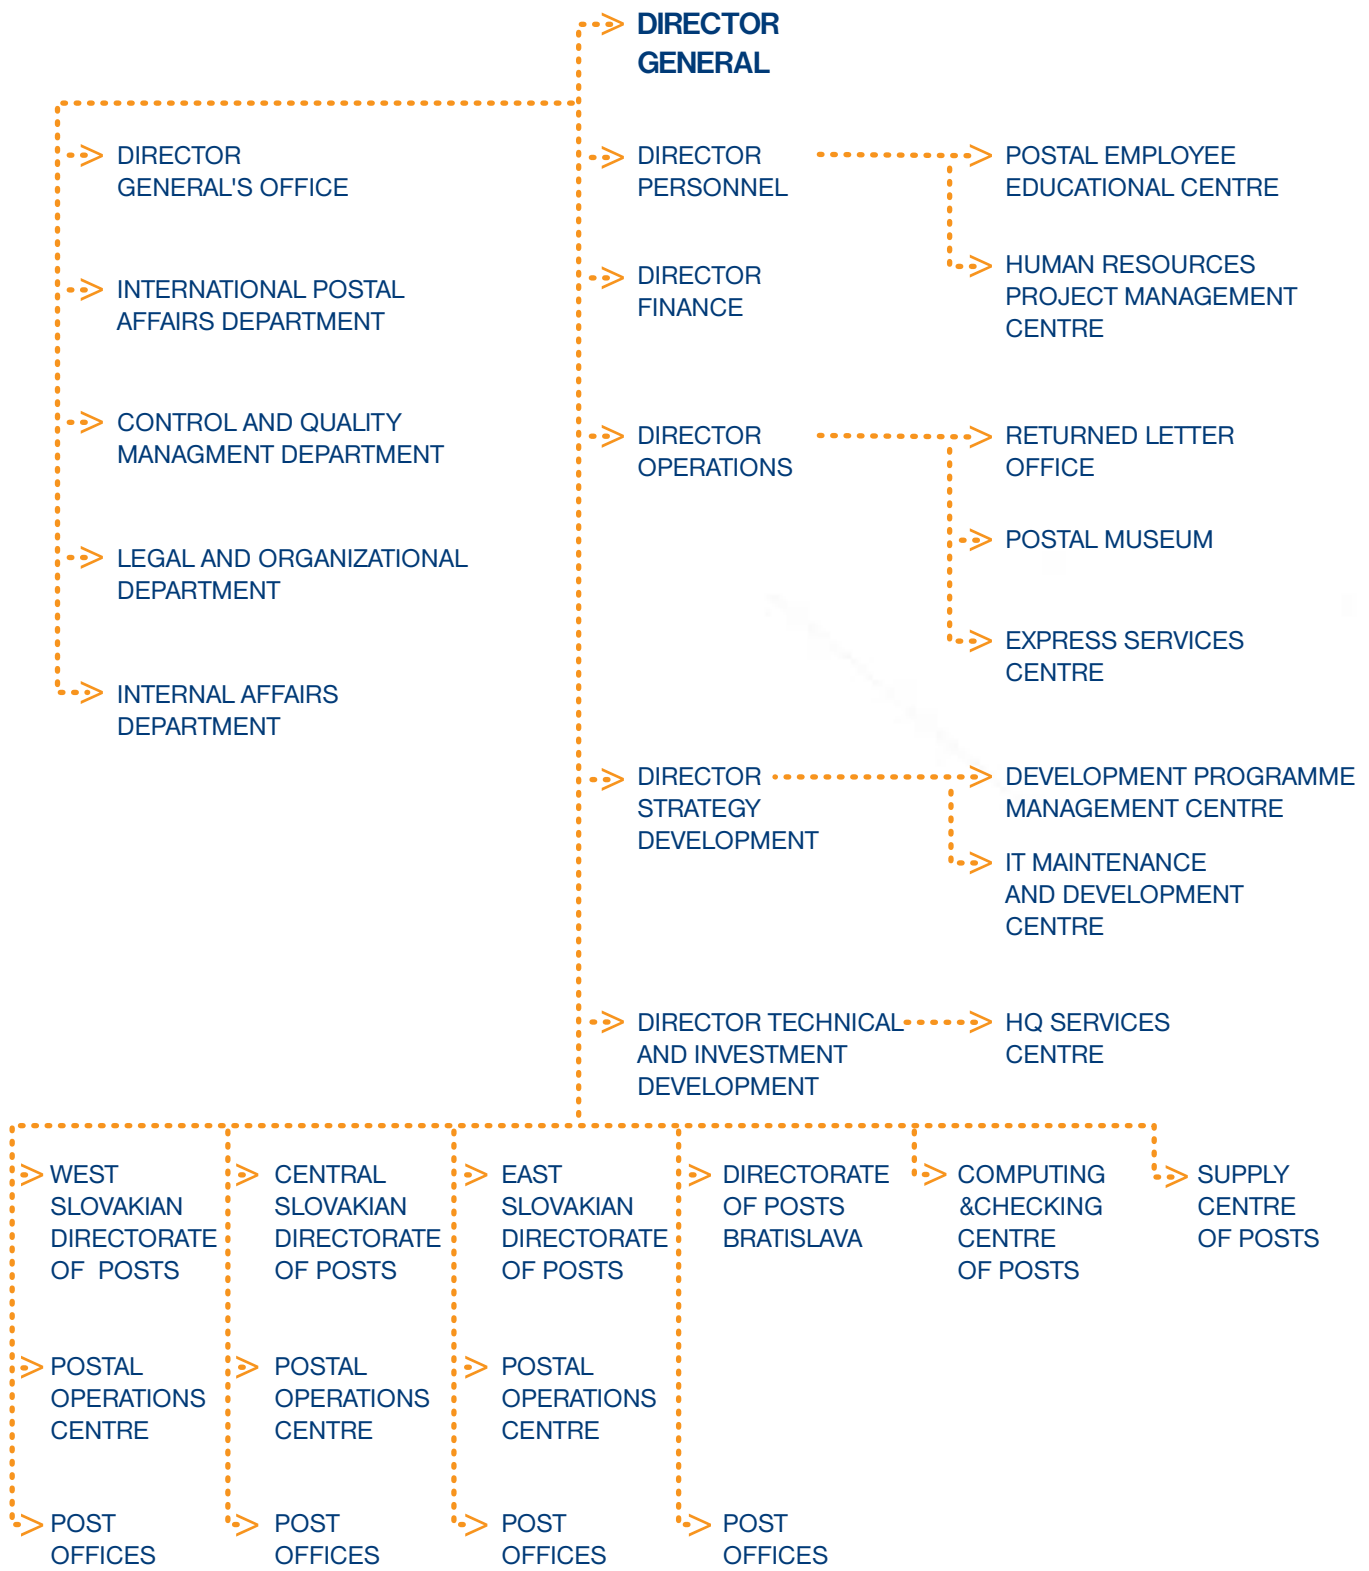 DIRECTOR
GENERAL
DIRECTOR
GENERAL'S OFFICE
INTERNATIONAL POSTAL
AFFAIRS DEPARTMENT
CONTROL AND QUALITY
MANAGMENT DEPARTMENT
LEGAL AND ORGANIZATIONAL
DEPARTMENT
INTERNAL AFFAIRS
DEPARTMENT
DIRECTOR
PERSONNEL
POSTAL EMPLOYEE
EDUCATIONAL CENTRE
HUMAN RESOURCES
PROJECT MANAGEMENT
CENTRE
DIRECTOR
FINANCE
DIRECTOR
OPERATIONS
RETURNED LETTER
OFFICE
POSTAL MUSEUM
EXPRESS SERVICES
CENTRE
DIRECTOR
STRATEGY
DEVELOPMENT
DEVELOPMENT PROGRAMME
MANAGEMENT CENTRE
IT MAINTENANCE
AND DEVELOPMENT
CENTRE
DIRECTOR TECHNICAL
AND INVESTMENT
DEVELOPMENT
HQ SERVICES
CENTRE
WEST
SLOVAKIAN
DIRECTORATE
OF POSTS
POSTAL
OPERATIONS
CENTRE
POST
OFFICES
CENTRAL
SLOVAKIAN
DIRECTORATE
OF POSTS
POSTAL
OPERATIONS
CENTRE
POST
OFFICES
EAST
SLOVAKIAN
DIRECTORATE
OF POSTS
POSTAL
OPERATIONS
CENTRE
POST
OFFICES
DIRECTORATE
OF POSTS
BRATISLAVA
POST
OFFICES
COMPUTING
&CHECKING
CENTRE
OF POSTS
SUPPLY
CENTRE
OF POSTS